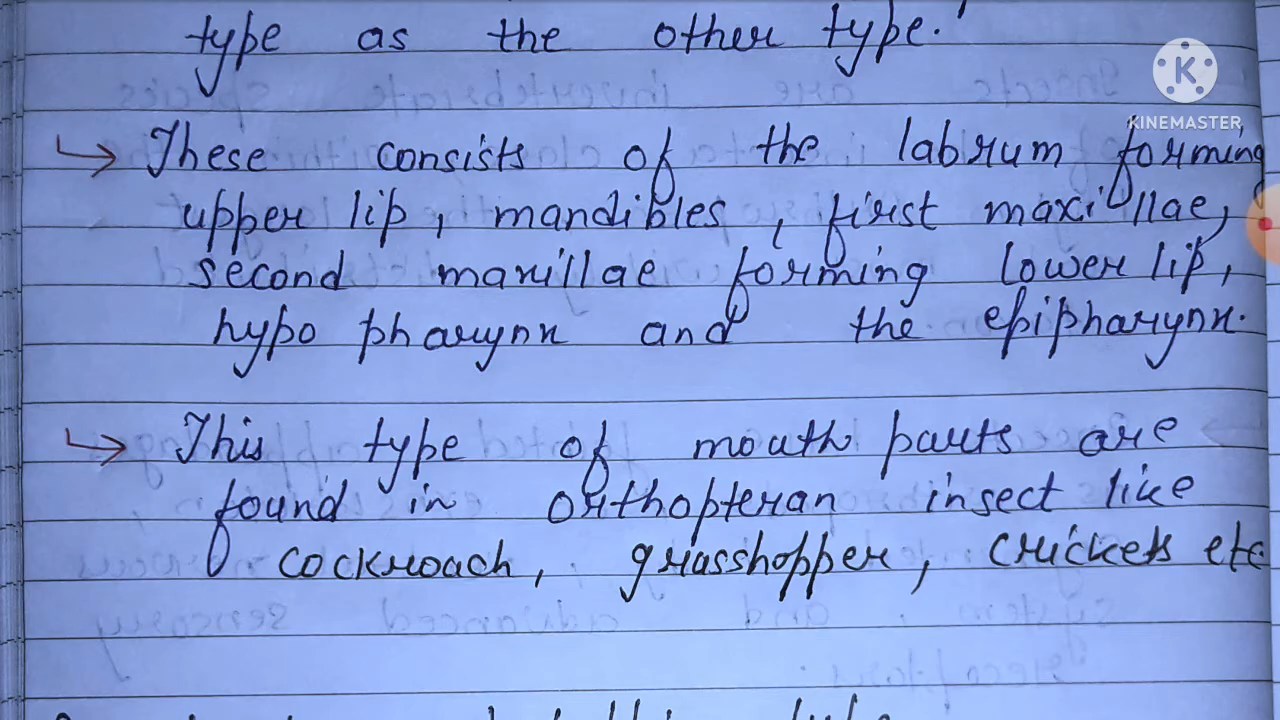 type as the other type.
KINEMASTER
↳ These consists of the labrum forming
upper lip, mandibles, first maxillae,
second maxillae forming lower lip,
hypo pharynx and the epipharynx.
↳ This type of mouth parts are
found in orthopteran insect like
cockroach, grasshopper, crickets etc